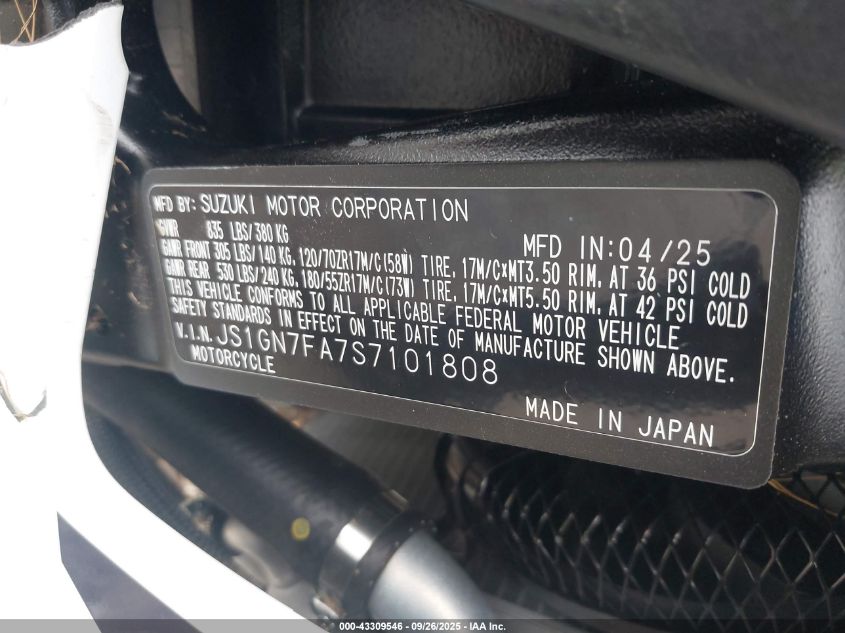 MFD BY: SUZUKI MOTOR CORPORATION
GVWR 835 LBS/380 KG MFD IN: 04/25
GAWR FRONT 305 LBS/140 KG, 120/70ZR17M/C(58W) TIRE, 17M/C×MT3.50 RIM, AT 36 PSI COLD
GAWR REAR 530 LBS/240 KG, 180/55ZR17M/C(73W) TIRE, 17M/C×MT5.50 RIM, AT 42 PSI COLD
THIS VEHICLE CONFORMS TO ALL APPLICABLE FEDERAL MOTOR VEHICLE
SAFETY STANDARDS IN EFFECT ON THE DATE OF MANUFACTURE SHOWN ABOVE.
V.I.N. JS1GN7FA7S7101808
MOTORCYCLE
MADE IN JAPAN
000-43309546 - 09/26/2025 - IAA Inc.